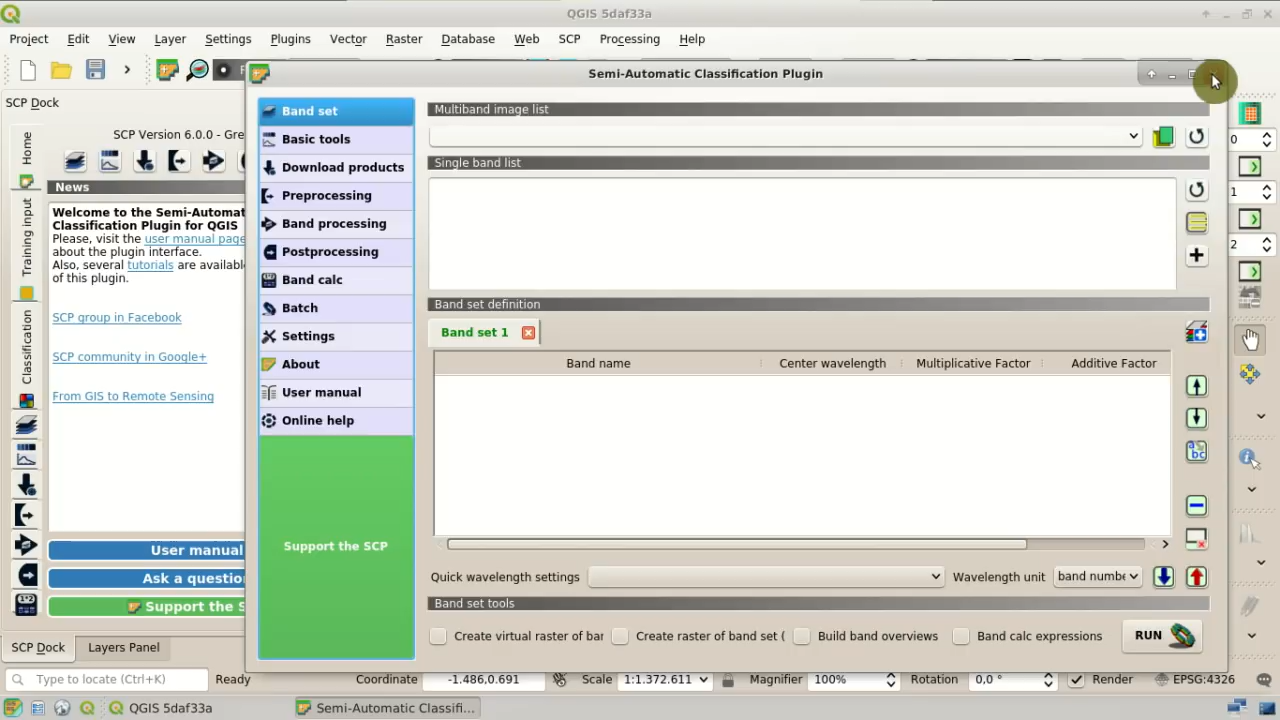 QGIS 5daf33a
Project Edit View Layer Settings Plugins Vector Raster Database Web SCP Processing Help
Semi-Automatic Classification Plugin
SCP Dock
Home
Training input
Classification
SCP Version 6.0.0 - Gre
News
Welcome to the Semi-Automat
Classification Plugin for QGIS
Please, visit the user manual page
about the plugin interface.
Also, several tutorials are availabl
of this plugin.
SCP group in Facebook
SCP community in Google+
From GIS to Remote Sensing
User manual
Ask a questio
Support the S
SCP Dock Layers Panel
Band set
Basic tools
Download products
Preprocessing
Band processing
Postprocessing
Band calc
Batch
Settings
About
User manual
Online help
Support the SCP
Multiband image list
Single band list
Band set definition
Band set 1
Band name Center wavelength Multiplicative Factor Additive Factor
Quick wavelength settings Wavelength unit band numbe
Band set tools
Create virtual raster of bar Create raster of band set ( Build band overviews Band calc expressions RUN
0
1
2
Type to locate (Ctrl+K) Ready Coordinate -1.486,0.691 Scale 1:1.372.611 Magnifier 100% Rotation 0,0 ° Render EPSG:4326
QGIS 5daf33a Semi-Automatic Classifi...